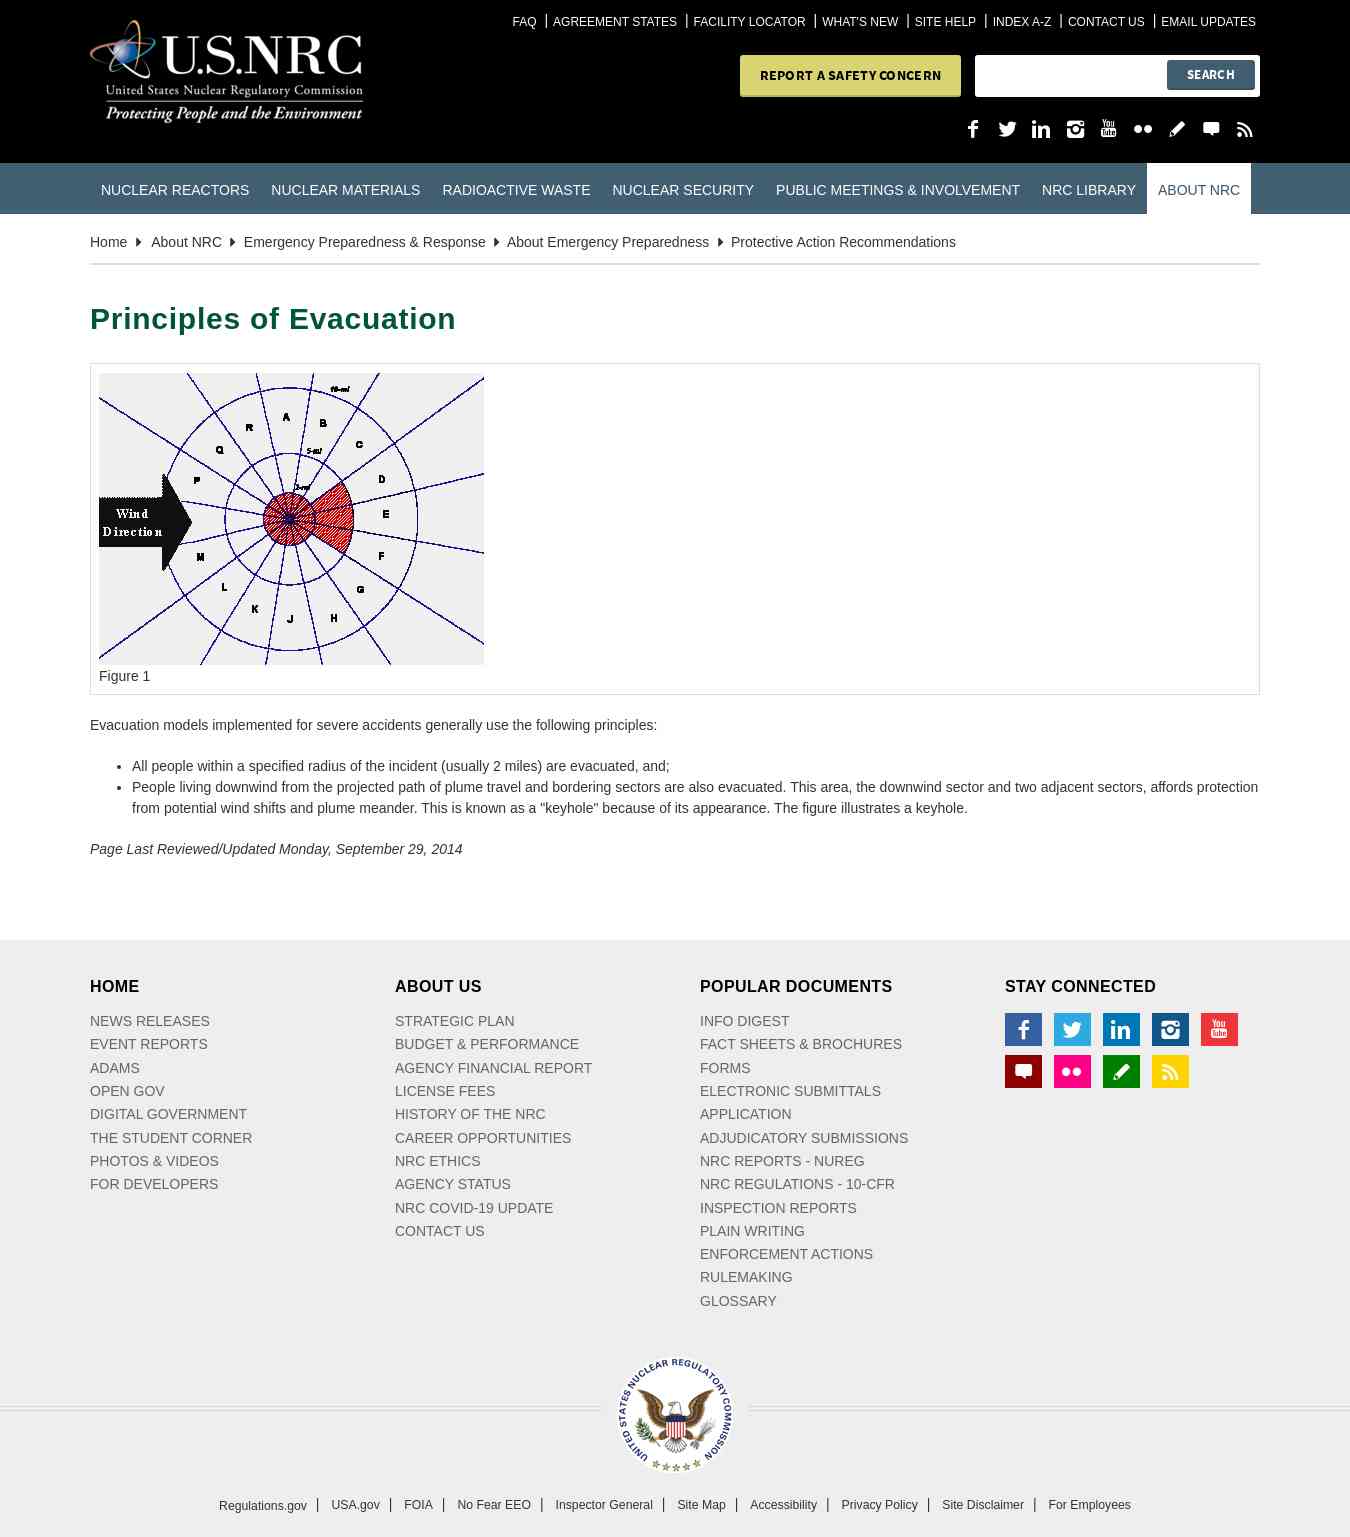 FAQ | AGREEMENT STATES | FACILITY LOCATOR | WHAT'S NEW | SITE HELP | INDEX A-Z | CONTACT US | EMAIL UPDATES
U.S.NRC
United States Nuclear Regulatory Commission
Protecting People and the Environment
REPORT A SAFETY CONCERN
SEARCH
You
Tube
NUCLEAR REACTORS NUCLEAR MATERIALS RADIOACTIVE WASTE NUCLEAR SECURITY PUBLIC MEETINGS & INVOLVEMENT NRC LIBRARY ABOUT NRC
Home About NRC Emergency Preparedness & Response About Emergency Preparedness Protective Action Recommendations
Principles of Evacuation
10-mi
A
B
R
C
Q
5-mi
P
D
2-mi
Wind
Direction
E
M
F
L
G
K
J
H
Figure 1
Evacuation models implemented for severe accidents generally use the following principles:
• All people within a specified radius of the incident (usually 2 miles) are evacuated, and;
• People living downwind from the projected path of plume travel and bordering sectors are also evacuated. This area, the downwind sector and two adjacent sectors, affords protection
from potential wind shifts and plume meander. This is known as a "keyhole" because of its appearance. The figure illustrates a keyhole.
Page Last Reviewed/Updated Monday, September 29, 2014
HOME
NEWS RELEASES
EVENT REPORTS
ADAMS
OPEN GOV
DIGITAL GOVERNMENT
THE STUDENT CORNER
PHOTOS & VIDEOS
FOR DEVELOPERS
ABOUT US
STRATEGIC PLAN
BUDGET & PERFORMANCE
AGENCY FINANCIAL REPORT
LICENSE FEES
HISTORY OF THE NRC
CAREER OPPORTUNITIES
NRC ETHICS
AGENCY STATUS
NRC COVID-19 UPDATE
CONTACT US
POPULAR DOCUMENTS
INFO DIGEST
FACT SHEETS & BROCHURES
FORMS
ELECTRONIC SUBMITTALS
APPLICATION
ADJUDICATORY SUBMISSIONS
NRC REPORTS - NUREG
NRC REGULATIONS - 10-CFR
INSPECTION REPORTS
PLAIN WRITING
ENFORCEMENT ACTIONS
RULEMAKING
GLOSSARY
STAY CONNECTED
You
Tube
UNITED STATES NUCLEAR REGULATORY COMMISSION
Regulations.gov | USA.gov | FOIA | No Fear EEO | Inspector General | Site Map | Accessibility | Privacy Policy | Site Disclaimer | For Employees